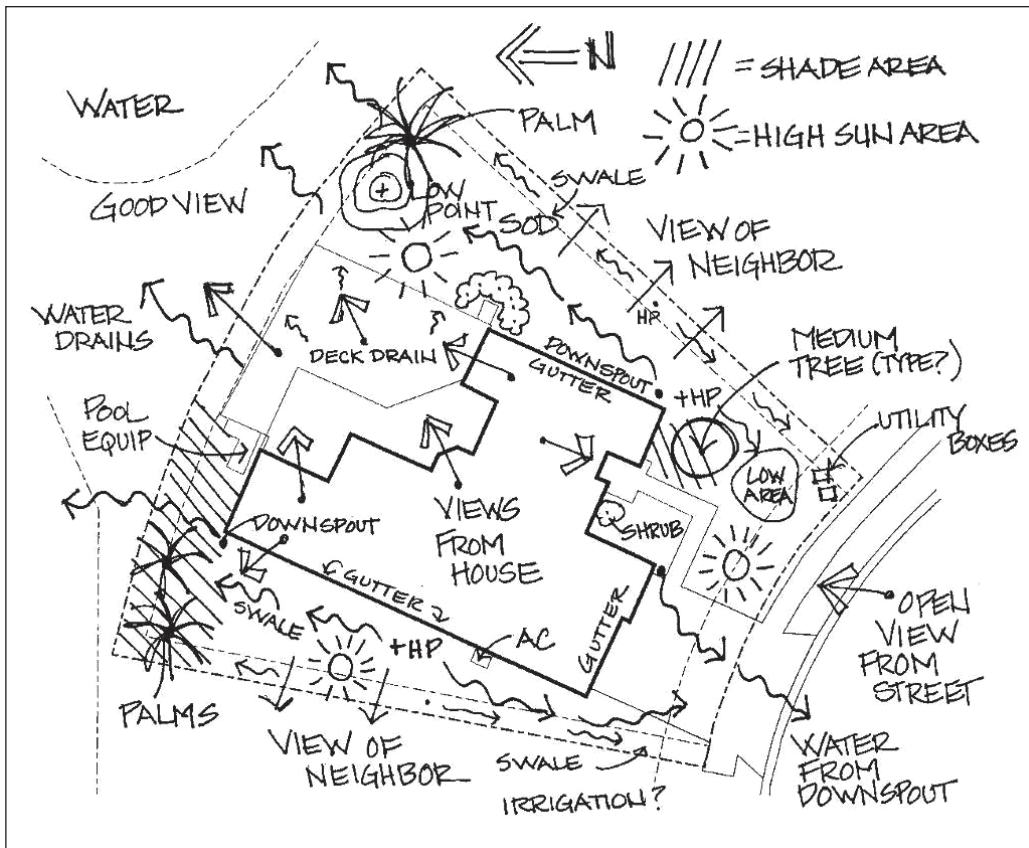 N
= SHADE AREA
= HIGH SUN AREA
WATER
PALM
GOOD VIEW
LOW
POINT
SOD
SWALE
VIEW OF
NEIGHBOR
HP
WATER
DRAINS
DECK DRAIN
DOWNSPOUT
GUTTER
+HP
MEDIUM
TREE (TYPE?)
POOL
EQUIP
UTILITY
BOXES
LOW
AREA
DOWNSPOUT
VIEWS
FROM
HOUSE
SHRUB
GUTTER
SWALE
+HP
AC
GUTTER
OPEN
VIEW
FROM
STREET
PALMS
VIEW OF
NEIGHBOR
SWALE
IRRIGATION?
WATER
FROM
DOWNSPOUT